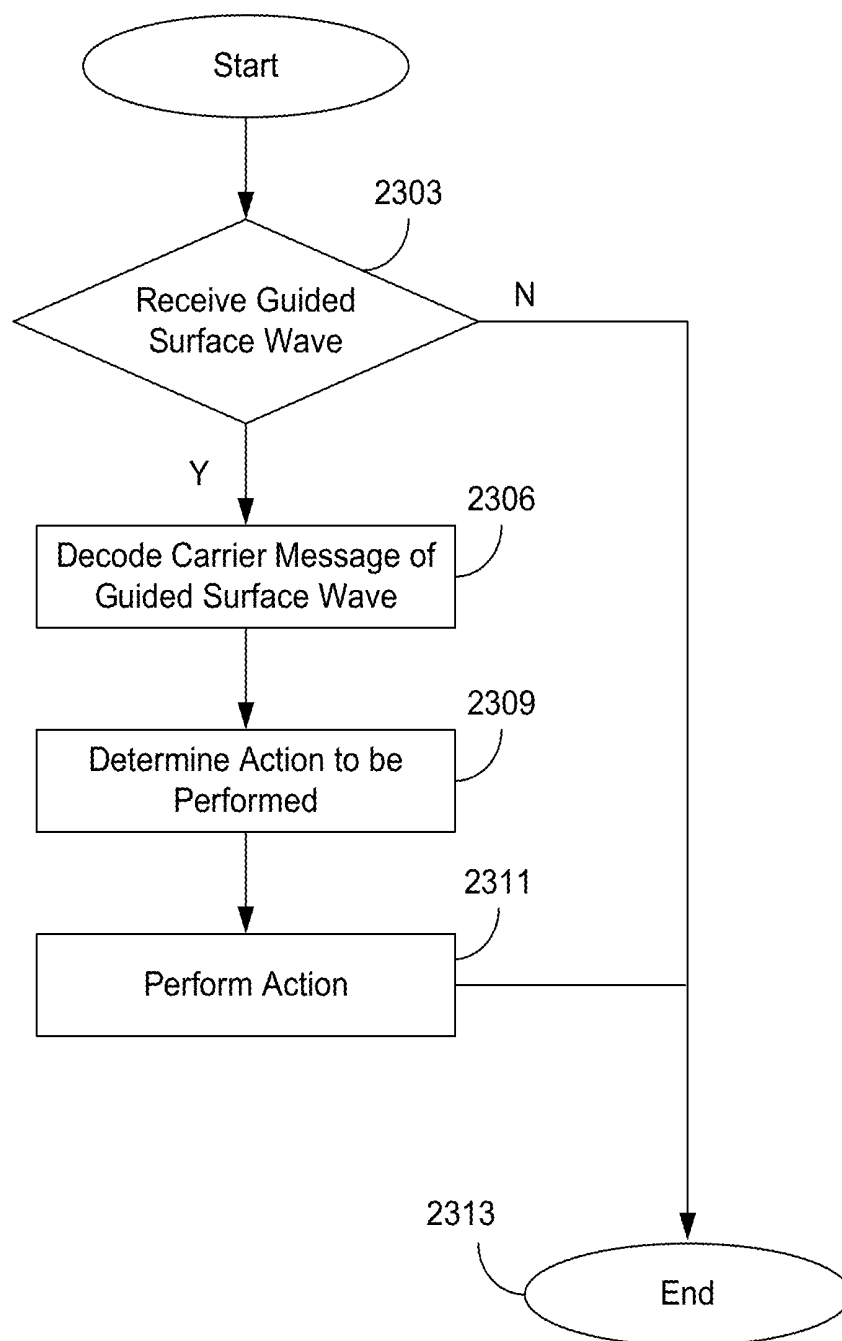 Start
2303
Receive Guided
Surface Wave
N
Y
2306
Decode Carrier Message of
Guided Surface Wave
2309
Determine Action to be
Performed
2311
Perform Action
2313
End